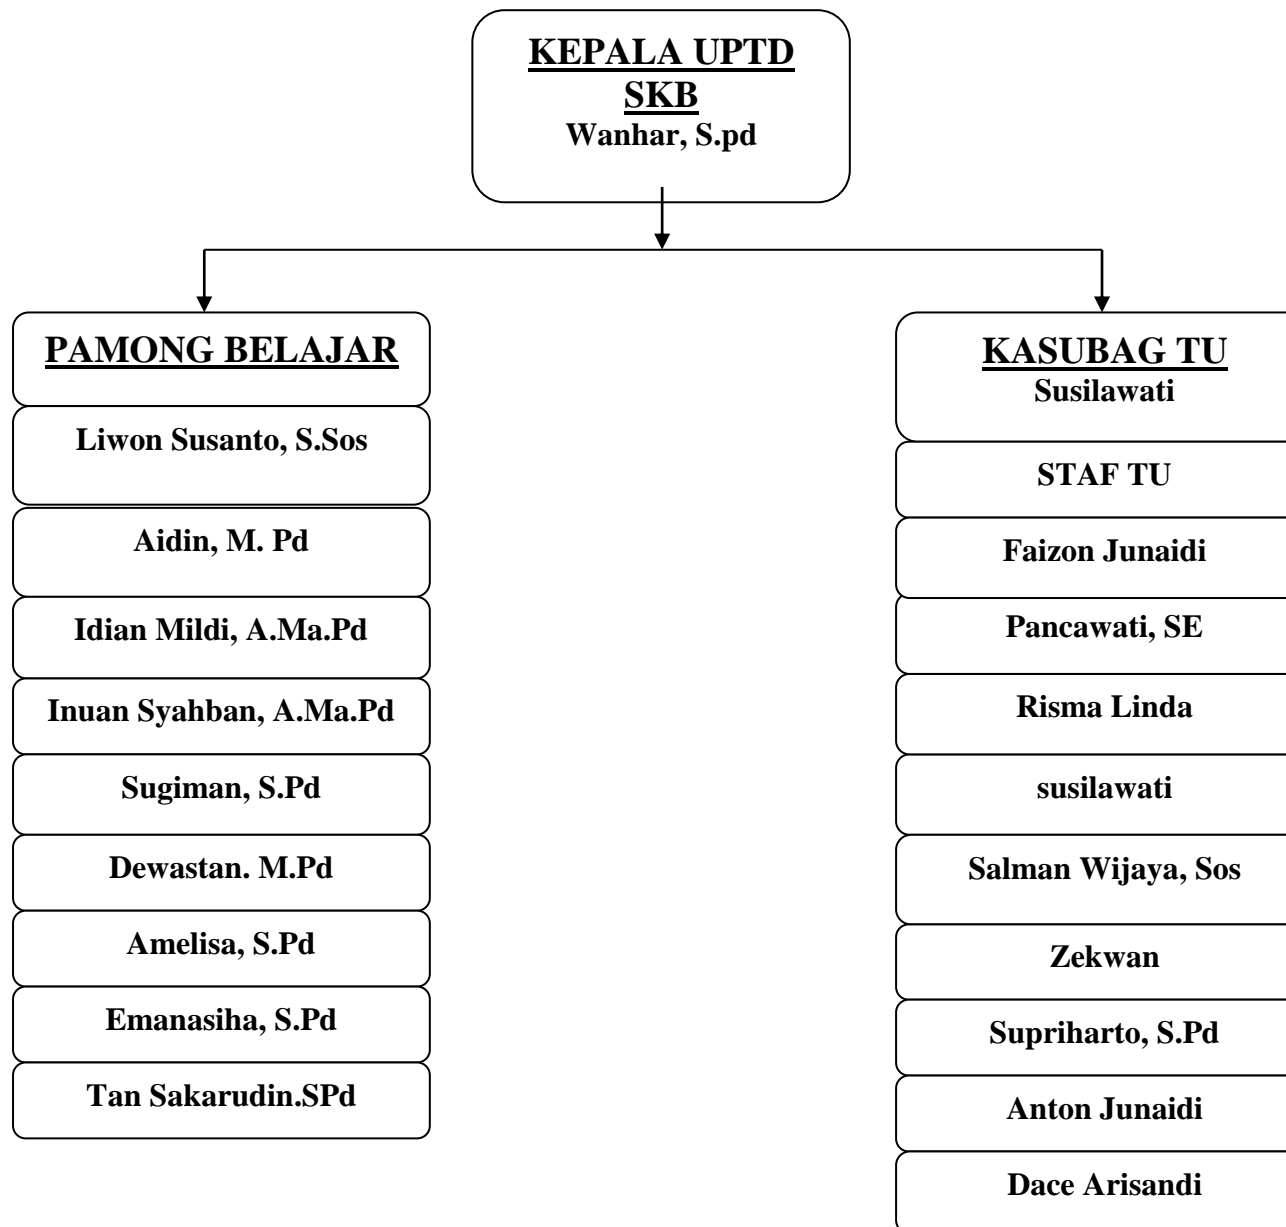 KEPALA UPTD
SKB
Wanhar, S.pd
PAMONG BELAJAR
Liwon Susanto, S.Sos
Aidin, M. Pd
Idian Mildi, A.Ma.Pd
Inuan Syahban, A.Ma.Pd
Sugiman, S.Pd
Dewastan. M.Pd
Amelisa, S.Pd
Emanasiha, S.Pd
Tan Sakarudin.SPd
KASUBAG TU
Susilawati
STAF TU
Faizon Junaidi
Pancawati, SE
Risma Linda
susilawati
Salman Wijaya, Sos
Zekwan
Supriharto, S.Pd
Anton Junaidi
Dace Arisandi